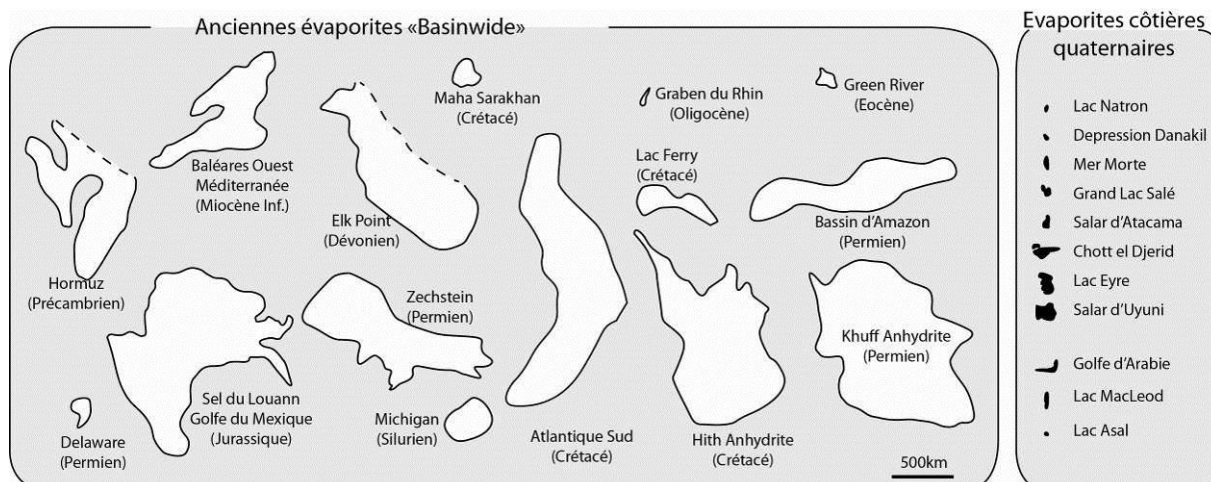 Anciennes évaporites «Basinwide»
Maha Sarakhan
(Crétacé)
Graben du Rhin
(Oligocène)
Green River
(Eocène)
Baléares Ouest
Méditerranée
(Miocène Inf.)
Lac Ferry
(Crétacé)
Elk Point
(Dévonien)
Bassin d'Amazon
(Permien)
Hormuz
(Précambrien)
Zechstein
(Permien)
Khuff Anhydrite
(Permien)
Sel du Louann
Golfe du Mexique
(Jurassique)
Michigan
(Silurien)
Delaware
(Permien)
Atlantique Sud
(Crétacé)
Hith Anhydrite
(Crétacé)
500km
Evaporites côtières
quaternaires
Lac Natron
Depression Danakil
Mer Morte
Grand Lac Salé
Salar d'Atacama
Chott el Djerid
Lac Eyre
Salar d'Uyuni
Golfe d'Arabie
Lac MacLeod
Lac Asal